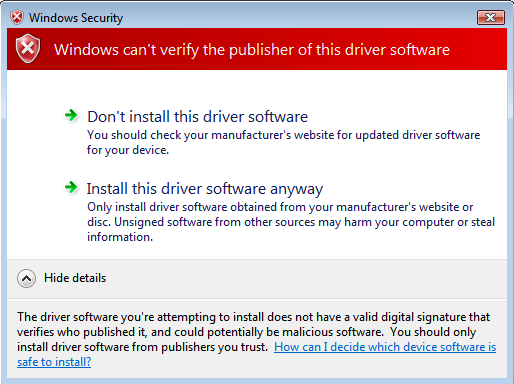 Windows Security
Windows can't verify the publisher of this driver software
Don't install this driver software
You should check your manufacturer's website for updated driver software
for your device.
Install this driver software anyway
Only install driver software obtained from your manufacturer's website or
disc. Unsigned software from other sources may harm your computer or steal
information.
Hide details
The driver software you're attempting to install does not have a valid digital signature that
verifies who published it, and could potentially be malicious software.  You should only
install driver software from publishers you trust.  How can I decide which device software is
safe to install?